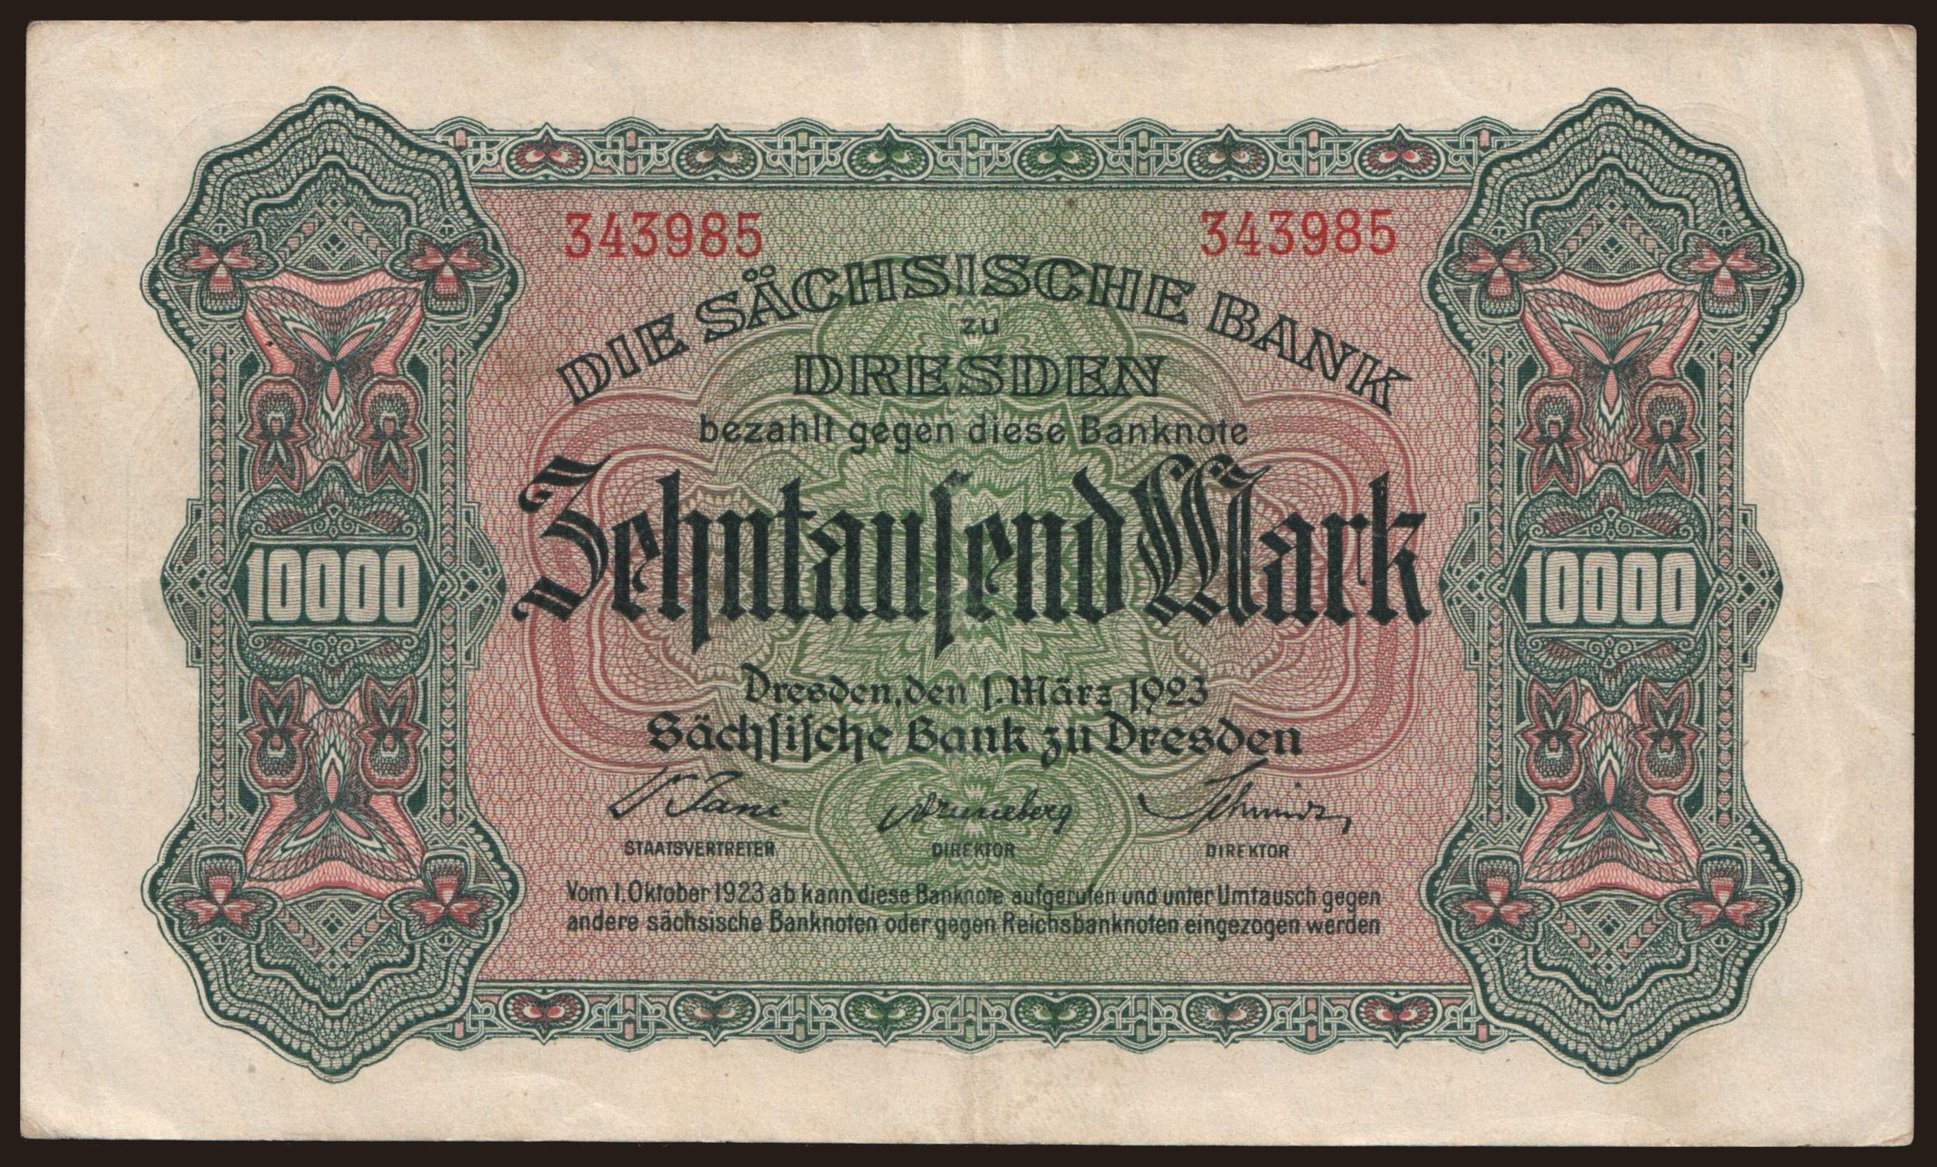 343985 343985
DIE SÄCHSISCHE BANK
zu
DRESDEN
bezahlt gegen diese Banknote
Zehntausend Mark
10000 10000
Dresden, den 1. März 1923
Sächsische Bank zu Dresden
STAATSVERTRETER DIREKTOR DIREKTOR
Vom 1. Oktober 1923 ab kann diese Banknote aufgerufen und unter Umtausch gegen
andere sächsische Banknoten oder gegen Reichsbanknoten eingezogen werden